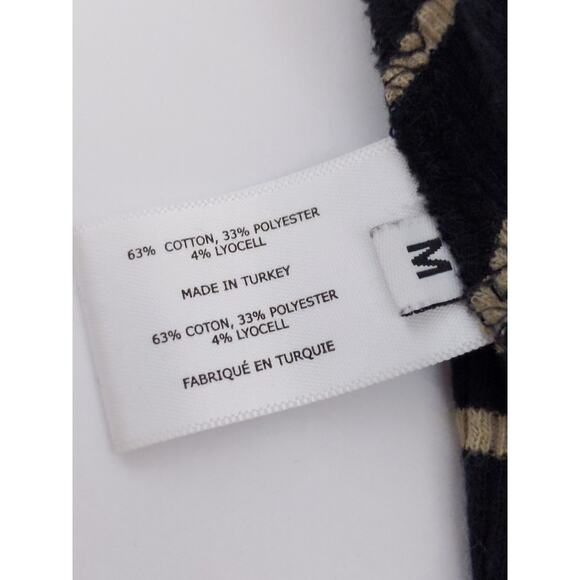 63% COTTON, 33% POLYESTER
4% LYOCELL
MADE IN TURKEY
63% COTON, 33% POLYESTER
4% LYOCELL
FABRIQUÉ EN TURQUIE
M